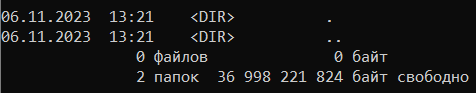 06.11.2023  13:21    <DIR>          .
06.11.2023  13:21    <DIR>          ..
               0 файлов              0 байт
               2 папок  36 998 221 824 байт свободно